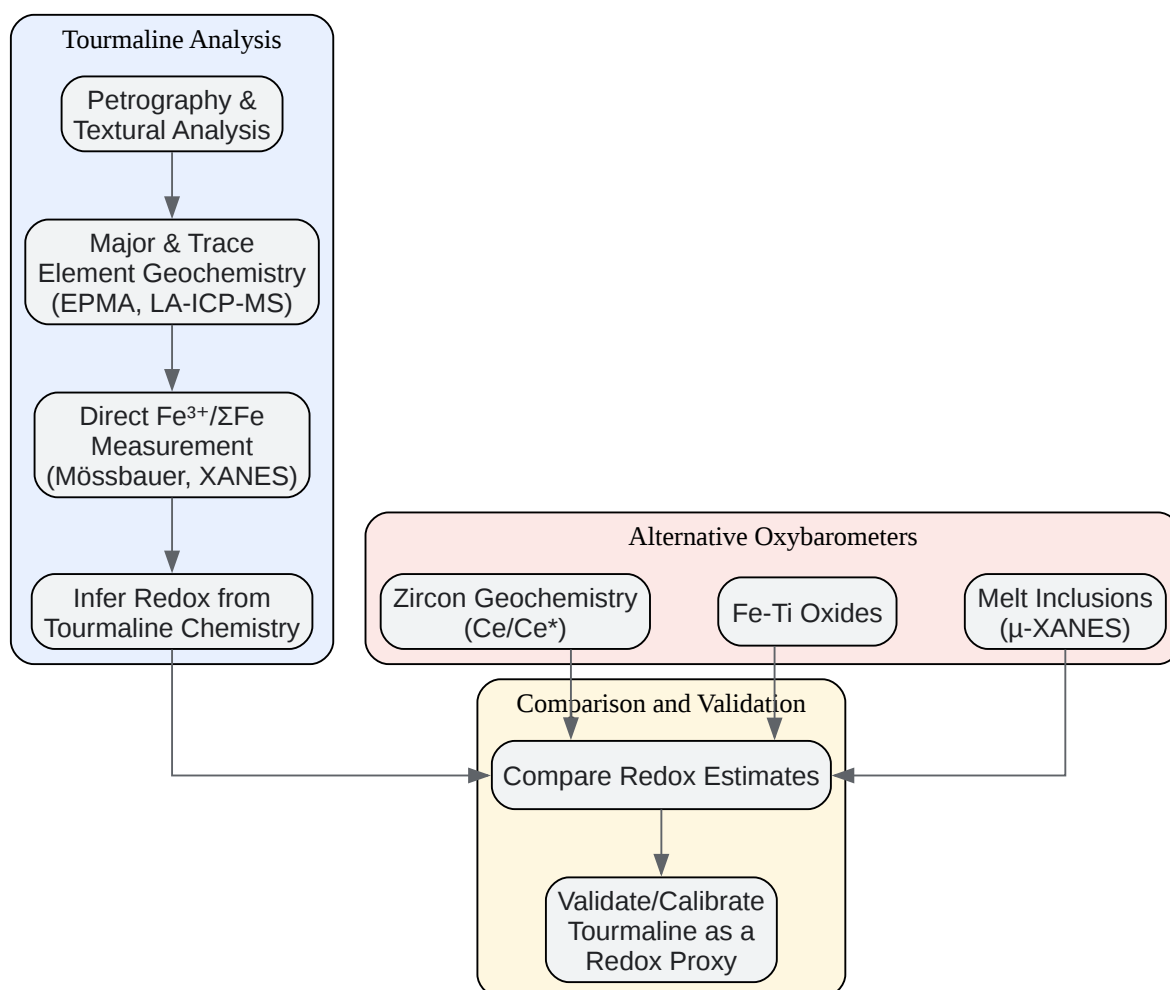 Tourmaline Analysis
Petrography &
Textural Analysis
Major & Trace
Element Geochemistry
(EPMA, LA-ICP-MS)
Direct Fe³⁺/ΣFe
Measurement
(Mössbauer, XANES)
Infer Redox from
Tourmaline Chemistry
Alternative Oxybarometers
Zircon Geochemistry
(Ce/Ce*)
Fe-Ti Oxides
Melt Inclusions
(µ-XANES)
Comparison and Validation
Compare Redox Estimates
Validate/Calibrate
Tourmaline as a
Redox Proxy